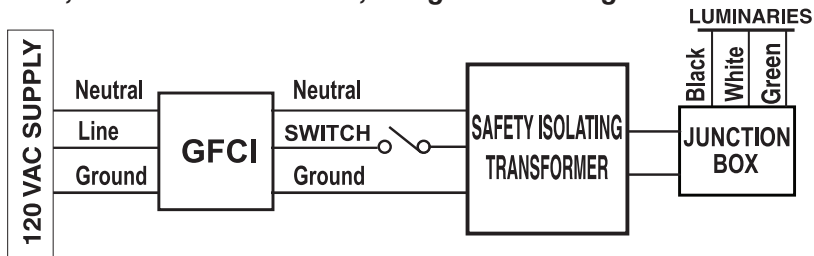 LUMINARIES
120 VAC SUPPLY
Neutral
Line
Ground
GFCI
Neutral
SWITCH
Ground
SAFETY ISOLATING
TRANSFORMER
Black
White
Green
JUNCTION
BOX